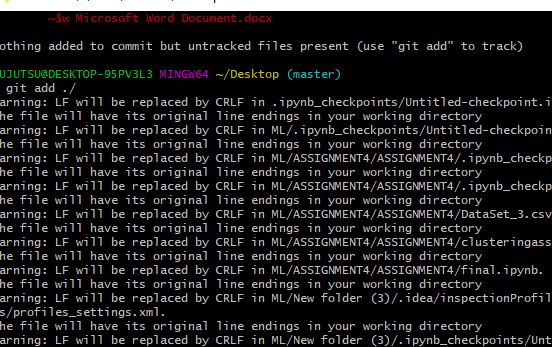 ~$w Microsoft Word Document.docx
othing added to commit but untracked files present (use "git add" to track)
UJUTSU@DESKTOP-95PV3L3 MINGW64 ~/Desktop (master)
git add ./
arning: LF will be replaced by CRLF in .ipynb_checkpoints/Untitled-checkpoint.i
he file will have its original line endings in your working directory
arning: LF will be replaced by CRLF in ML/.ipynb_checkpoints/Untitled-checkpoin
he file will have its original line endings in your working directory
arning: LF will be replaced by CRLF in ML/ASSIGNMENT4/ASSIGNMENT4/.ipynb_checkp
he file will have its original line endings in your working directory
arning: LF will be replaced by CRLF in ML/ASSIGNMENT4/ASSIGNMENT4/.ipynb_checkp
he file will have its original line endings in your working directory
arning: LF will be replaced by CRLF in ML/ASSIGNMENT4/ASSIGNMENT4/DataSet_3.csv
he file will have its original line endings in your working directory
arning: LF will be replaced by CRLF in ML/ASSIGNMENT4/ASSIGNMENT4/clusteringass
he file will have its original line endings in your working directory
arning: LF will be replaced by CRLF in ML/ASSIGNMENT4/ASSIGNMENT4/final.ipynb.
he file will have its original line endings in your working directory
arning: LF will be replaced by CRLF in ML/New folder (3)/.idea/inspectionProfil
s/profiles_settings.xml.
he file will have its original line endings in your working directory
arning: LF will be replaced by CRLF in ML/New folder (3)/.ipynb_checkpoints/Unt